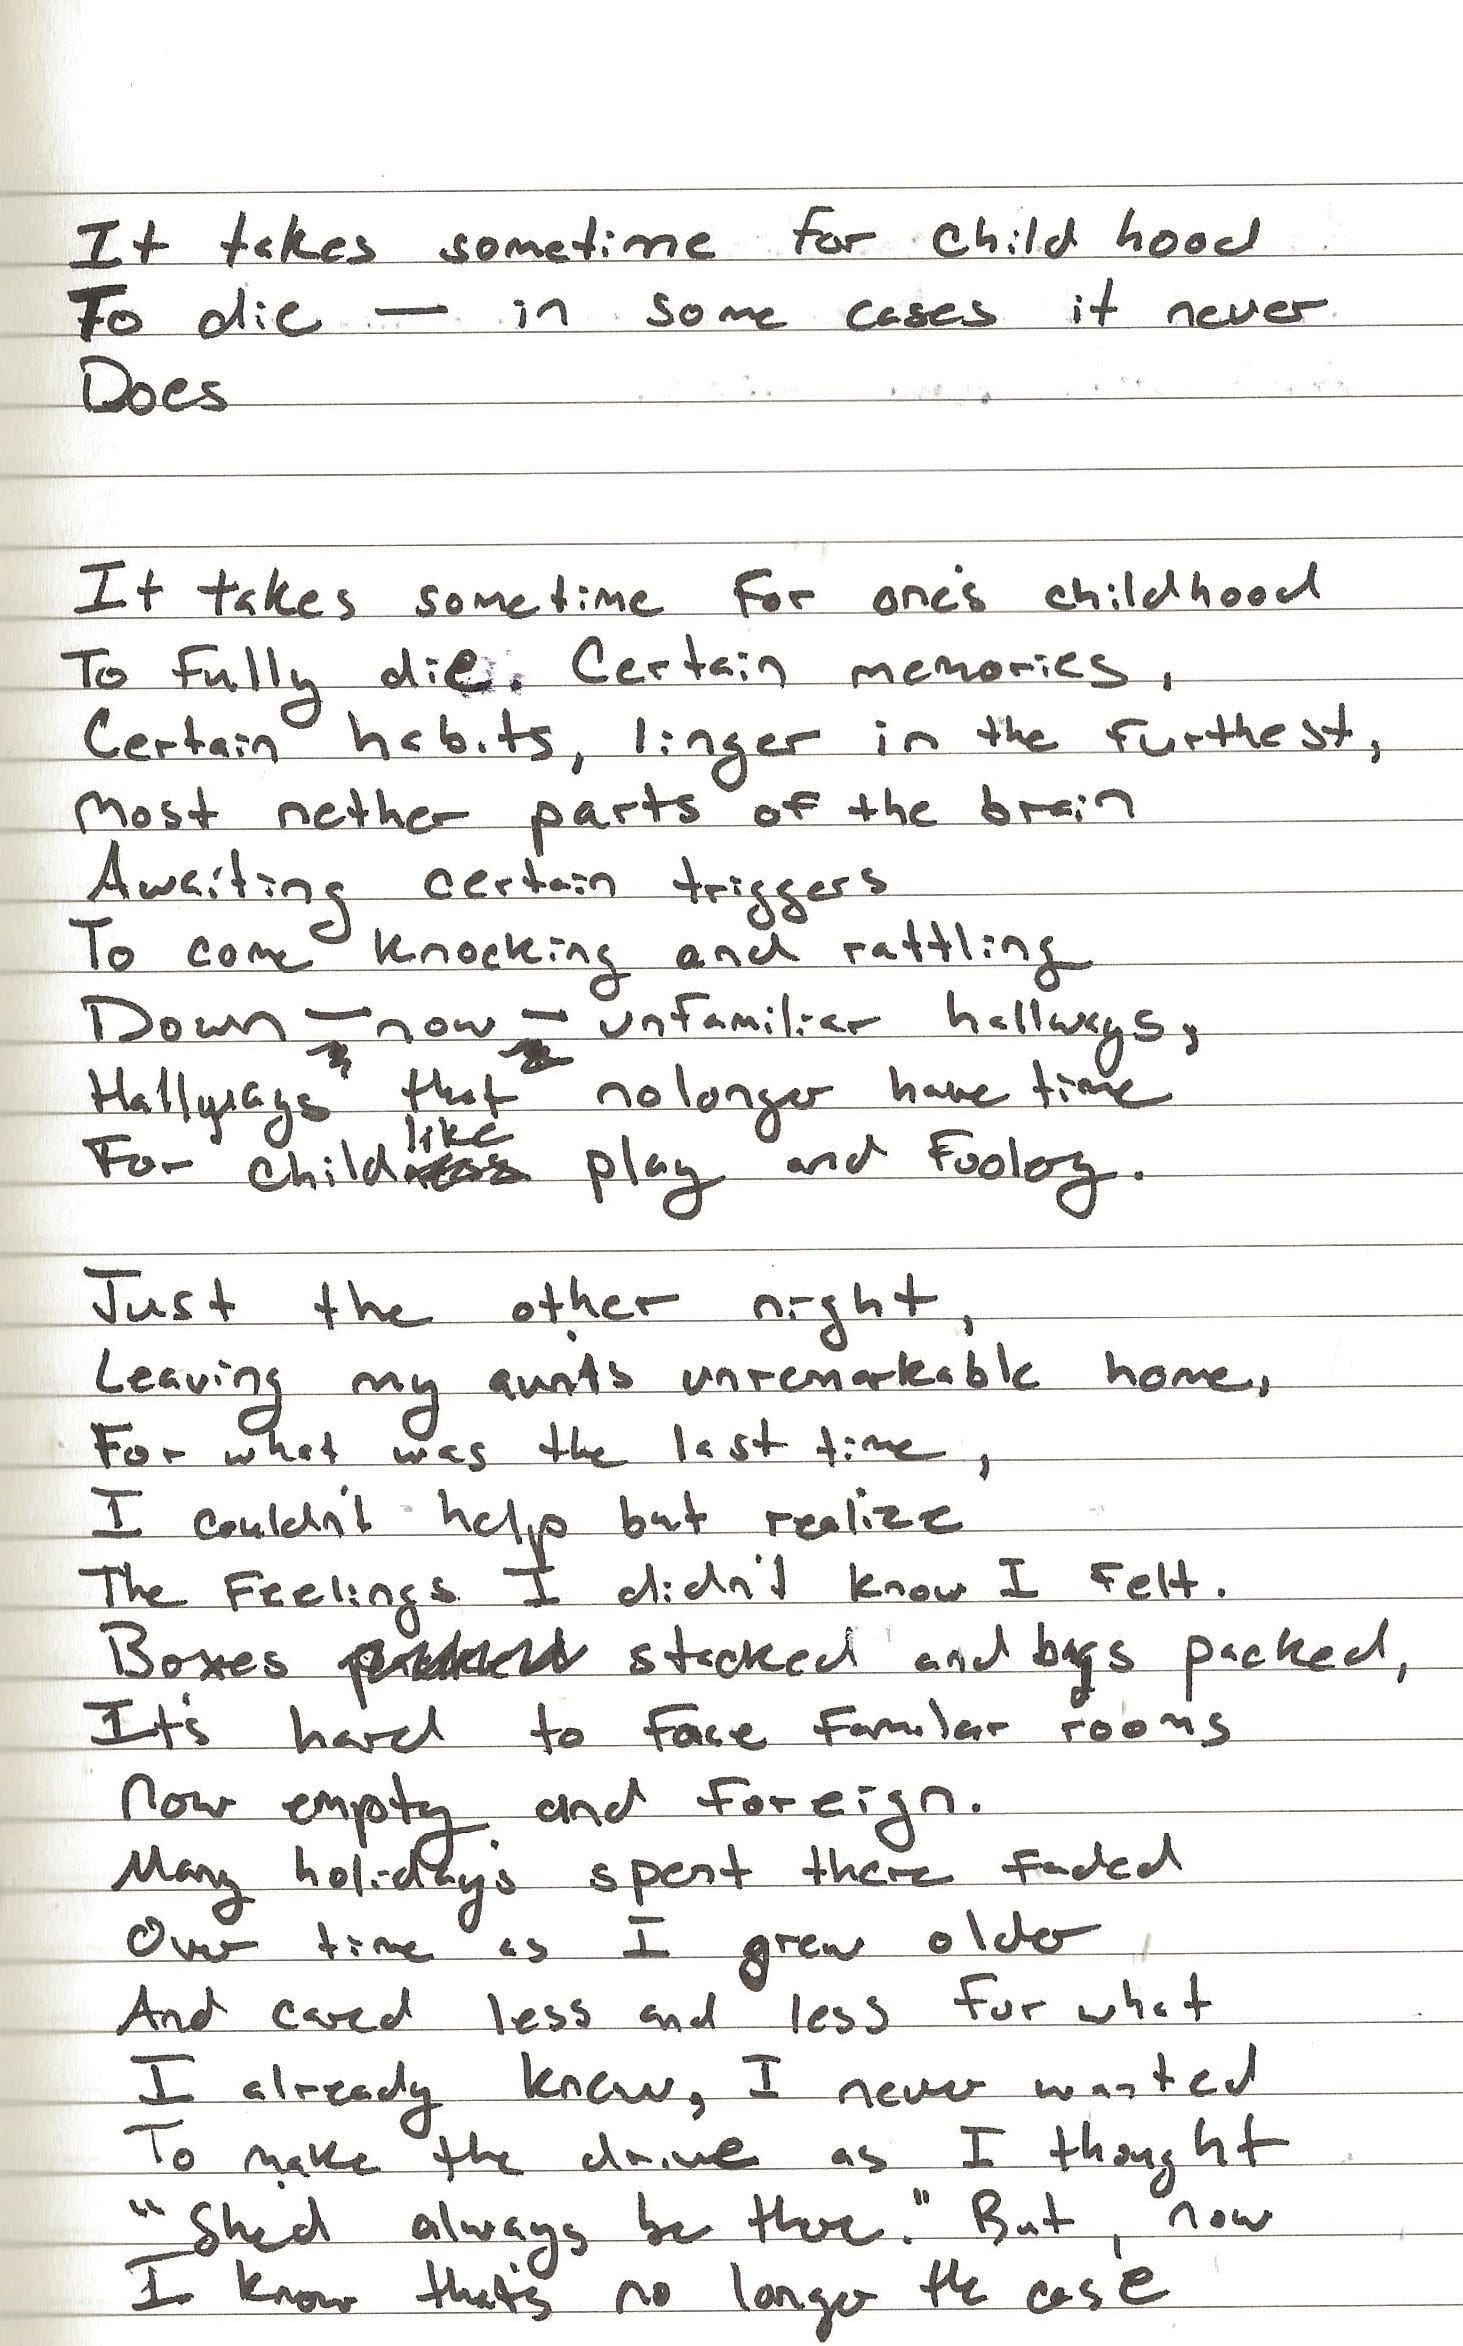 It takes sometime for child hood
To die — in some cases it never
Does
It takes sometime for one's childhood
To fully die. Certain memories,
Certain habits, linger in the furthest,
Most nether parts of the brain
Awaiting certain triggers
To come knocking and rattling
Down – now – unfamiliar hallways,
Hallways that no longer have time
For childlike play and
Just the other night,
Leaving my aunt's unremarkable home,
For what was the last time,
I couldn't help but realize
The feelings I didn't know I felt.
Boxes stacked and bags packed,
It's hard to face familar rooms
Now empty and foreign.
Many holiday's spent there faded
Over time as I grew older
And cared less and less for what
I already knew, I never wanted
To make the drive as I thought
"She'd always be there." But, now
I know that's no longer the case